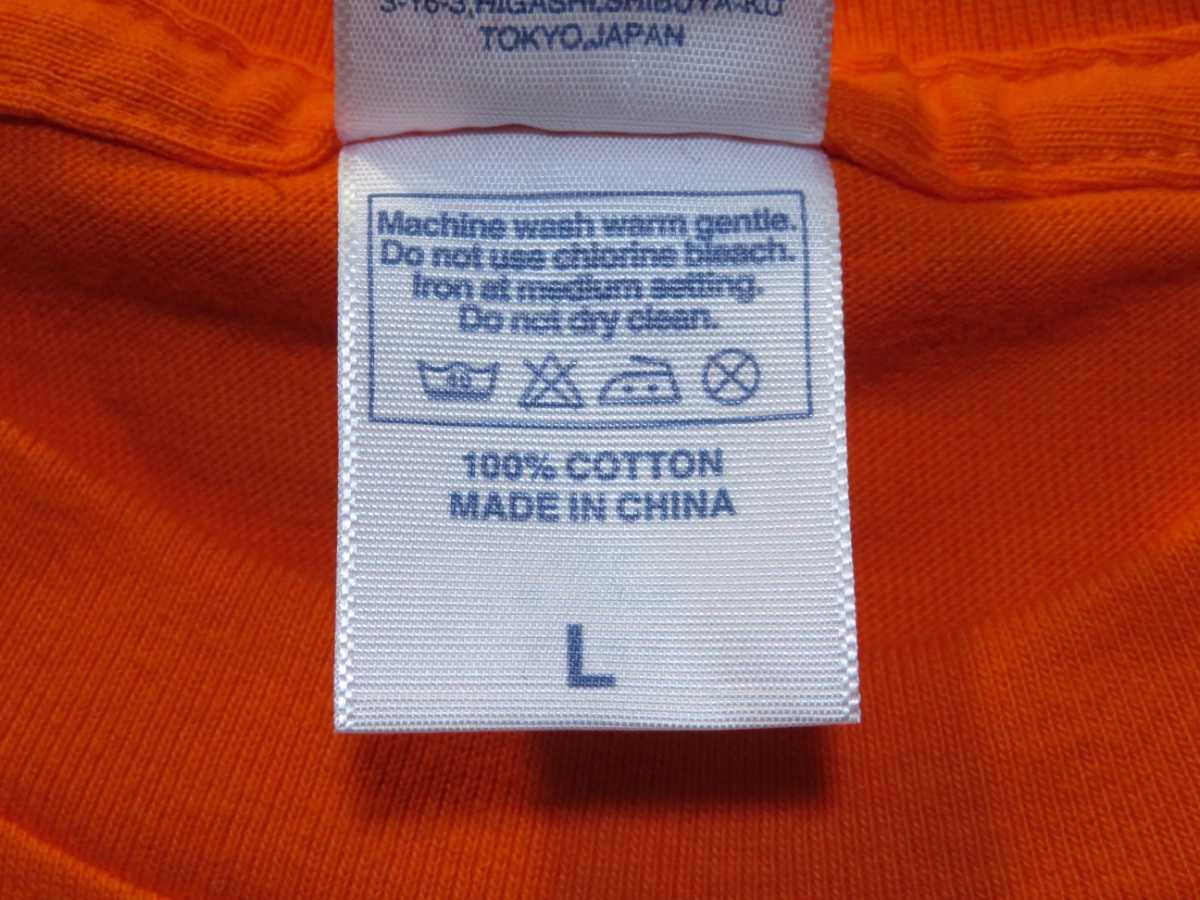 3-16-3,HIGASHI.SHIBUYA-KU
TOKYO,JAPAN
Machine wash warm gentle.
Do not use chlorine bleach.
Iron at medium setting.
Do not dry clean.
40
100% COTTON
MADE IN CHINA
L